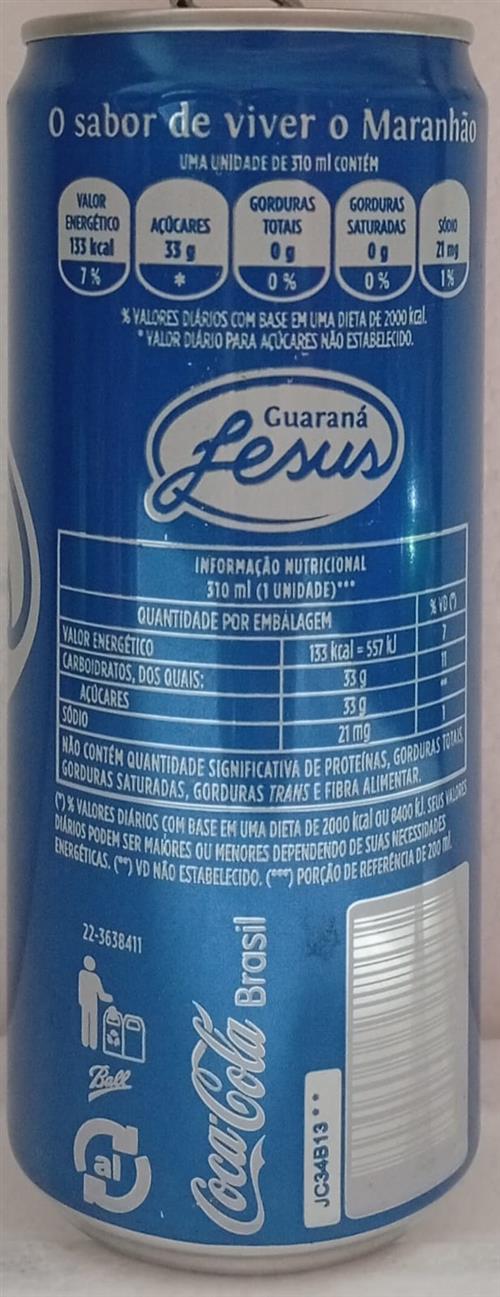 O sabor de viver o Maranhão
UMA UNIDADE DE 310 ml CONTÉM
VALOR ENERGÉTICO 133 kcal 7%
AÇÚCARES 33 g *
GORDURAS TOTAIS 0 g 0%
GORDURAS SATURADAS 0 g 0%
SÓDIO 21 mg 1%
% VALORES DIÁRIOS COM BASE EM UMA DIETA DE 2000 kcal.
* VALOR DIÁRIO PARA AÇÚCARES NÃO ESTABELECIDO.
Guaraná
Jesus
INFORMAÇÃO NUTRICIONAL
310 ml (1 UNIDADE)***
QUANTIDADE POR EMBALAGEM % VD (*)
VALOR ENERGÉTICO 133 kcal = 557 kJ 7
CARBOIDRATOS, DOS QUAIS: 33 g 11
AÇÚCARES 33 g **
SÓDIO 21 mg 1
NÃO CONTÉM QUANTIDADE SIGNIFICATIVA DE PROTEÍNAS, GORDURAS TOTAIS,
GORDURAS SATURADAS, GORDURAS TRANS E FIBRA ALIMENTAR.
(*) % VALORES DIÁRIOS COM BASE EM UMA DIETA DE 2000 kcal OU 8400 kJ. SEUS VALORES
DIÁRIOS PODEM SER MAIORES OU MENORES DEPENDENDO DE SUAS NECESSIDADES
ENERGÉTICAS. (**) VD NÃO ESTABELECIDO. (***) PORÇÃO DE REFERÊNCIA DE 200 ml.
22-3638411
Ball
al
Coca-Cola Brasil
JC34B13 **